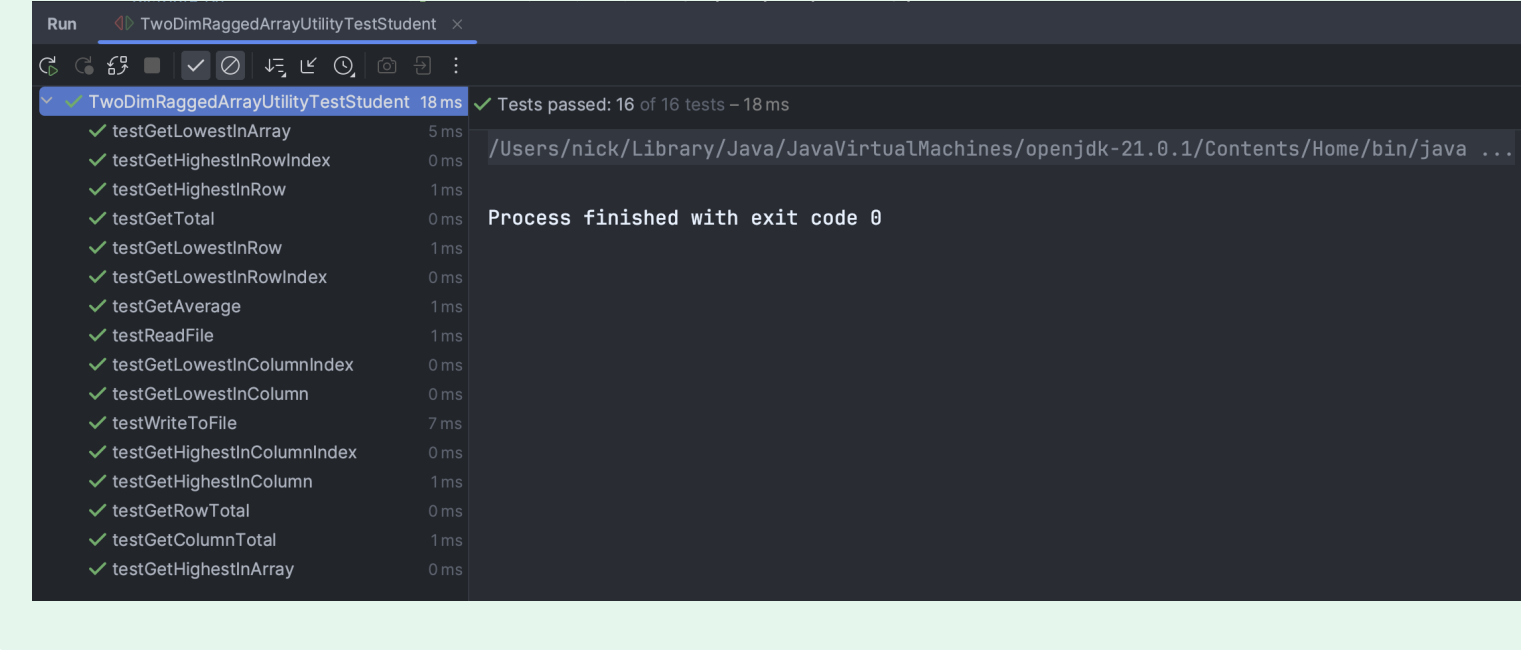 Run TwoDimRaggedArrayUtilityTestStudent
TwoDimRaggedArrayUtilityTestStudent 18 ms
Tests passed: 16 of 16 tests – 18 ms
testGetLowestInArray 5 ms
testGetHighestInRowIndex 0 ms
testGetHighestInRow 1 ms
testGetTotal 0 ms
testGetLowestInRow 1 ms
testGetLowestInRowIndex 0 ms
testGetAverage 1 ms
testReadFile 1 ms
testGetLowestInColumnIndex 0 ms
testGetLowestInColumn 0 ms
testWriteToFile 7 ms
testGetHighestInColumnIndex 0 ms
testGetHighestInColumn 1 ms
testGetRowTotal 0 ms
testGetColumnTotal 1 ms
testGetHighestInArray 0 ms
/Users/nick/Library/Java/JavaVirtualMachines/openjdk-21.0.1/Contents/Home/bin/java ...
Process finished with exit code 0